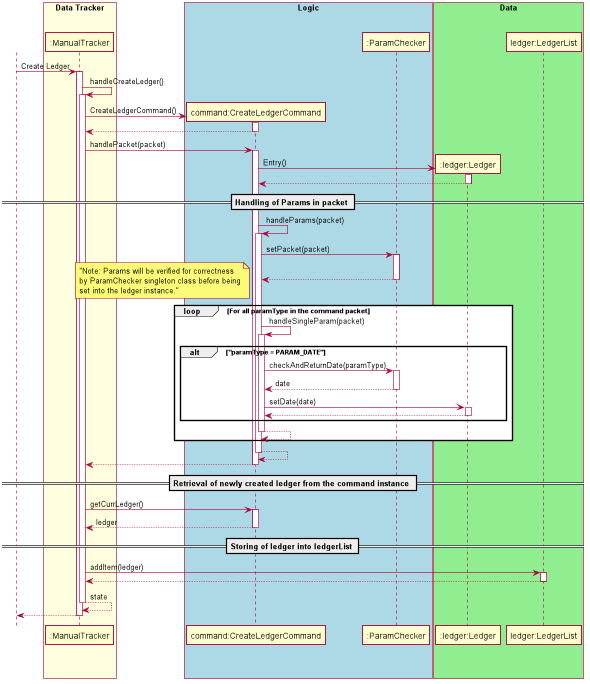 Data Tracker
Logic
Data
:ManualTracker
:ParamChecker
ledger:LedgerList
Create Ledger
handleCreateLedger()
CreateLedgerCommand()
command:CreateLedgerCommand
handlePacket(packet)
Entry()
:ledger:Ledger
Handling of Params in packet
handleParams(packet)
setPacket(packet)
"Note: Params will be verified for correctness
by ParamChecker singleton class before being
set into the ledger instance."
loop
[For all paramType in the command packet]
handleSingleParam(packet)
alt
["paramType = PARAM_DATE"]
checkAndReturnDate(paramType)
date
setDate(date)
Retrieval of newly created ledger from the command instance
getCurrLedger()
ledger
Storing of ledger into ledgerList
addItem(ledger)
state
:ManualTracker
command:CreateLedgerCommand
:ParamChecker
:ledger:Ledger
ledger:LedgerList